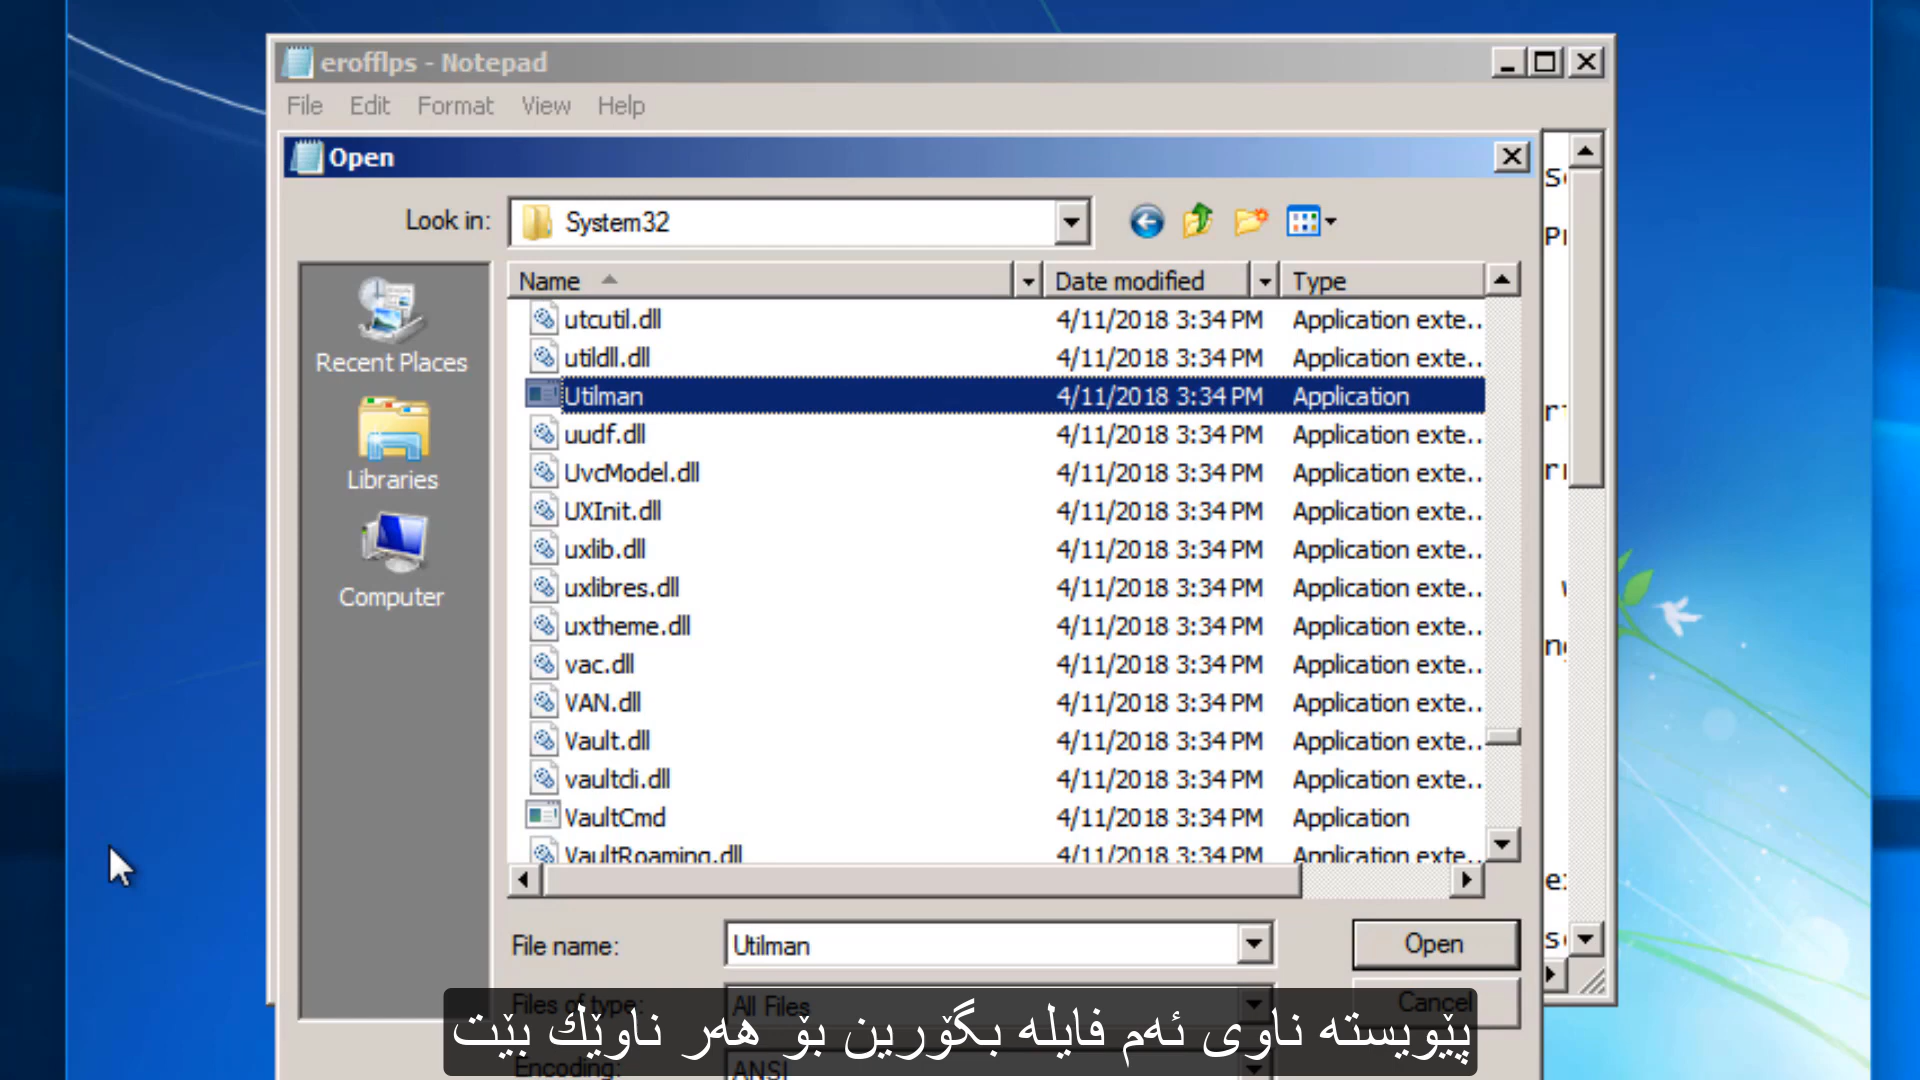 erofflps - Notepad
File Edit Format View Help
Open
Look in: System32
Name Date modified Type
utcutil.dll 4/11/2018 3:34 PM Application exte..
utildll.dll 4/11/2018 3:34 PM Application exte..
Utilman 4/11/2018 3:34 PM Application
uudf.dll 4/11/2018 3:34 PM Application exte..
UvcModel.dll 4/11/2018 3:34 PM Application exte..
UXInit.dll 4/11/2018 3:34 PM Application exte..
uxlib.dll 4/11/2018 3:34 PM Application exte..
uxlibres.dll 4/11/2018 3:34 PM Application exte..
uxtheme.dll 4/11/2018 3:34 PM Application exte..
vac.dll 4/11/2018 3:34 PM Application exte..
VAN.dll 4/11/2018 3:34 PM Application exte..
Vault.dll 4/11/2018 3:34 PM Application exte..
vaultcli.dll 4/11/2018 3:34 PM Application exte..
VaultCmd 4/11/2018 3:34 PM Application
VaultRoaming.dll 4/11/2018 3:34 PM Application exte..
Recent Places
Libraries
Computer
File name: Utilman Open
Files of type: All Files Cancel
پێویستە ناوی ئەم فایلە بگۆرین بۆ هەر ناوێك بێت
Encoding: ANSI